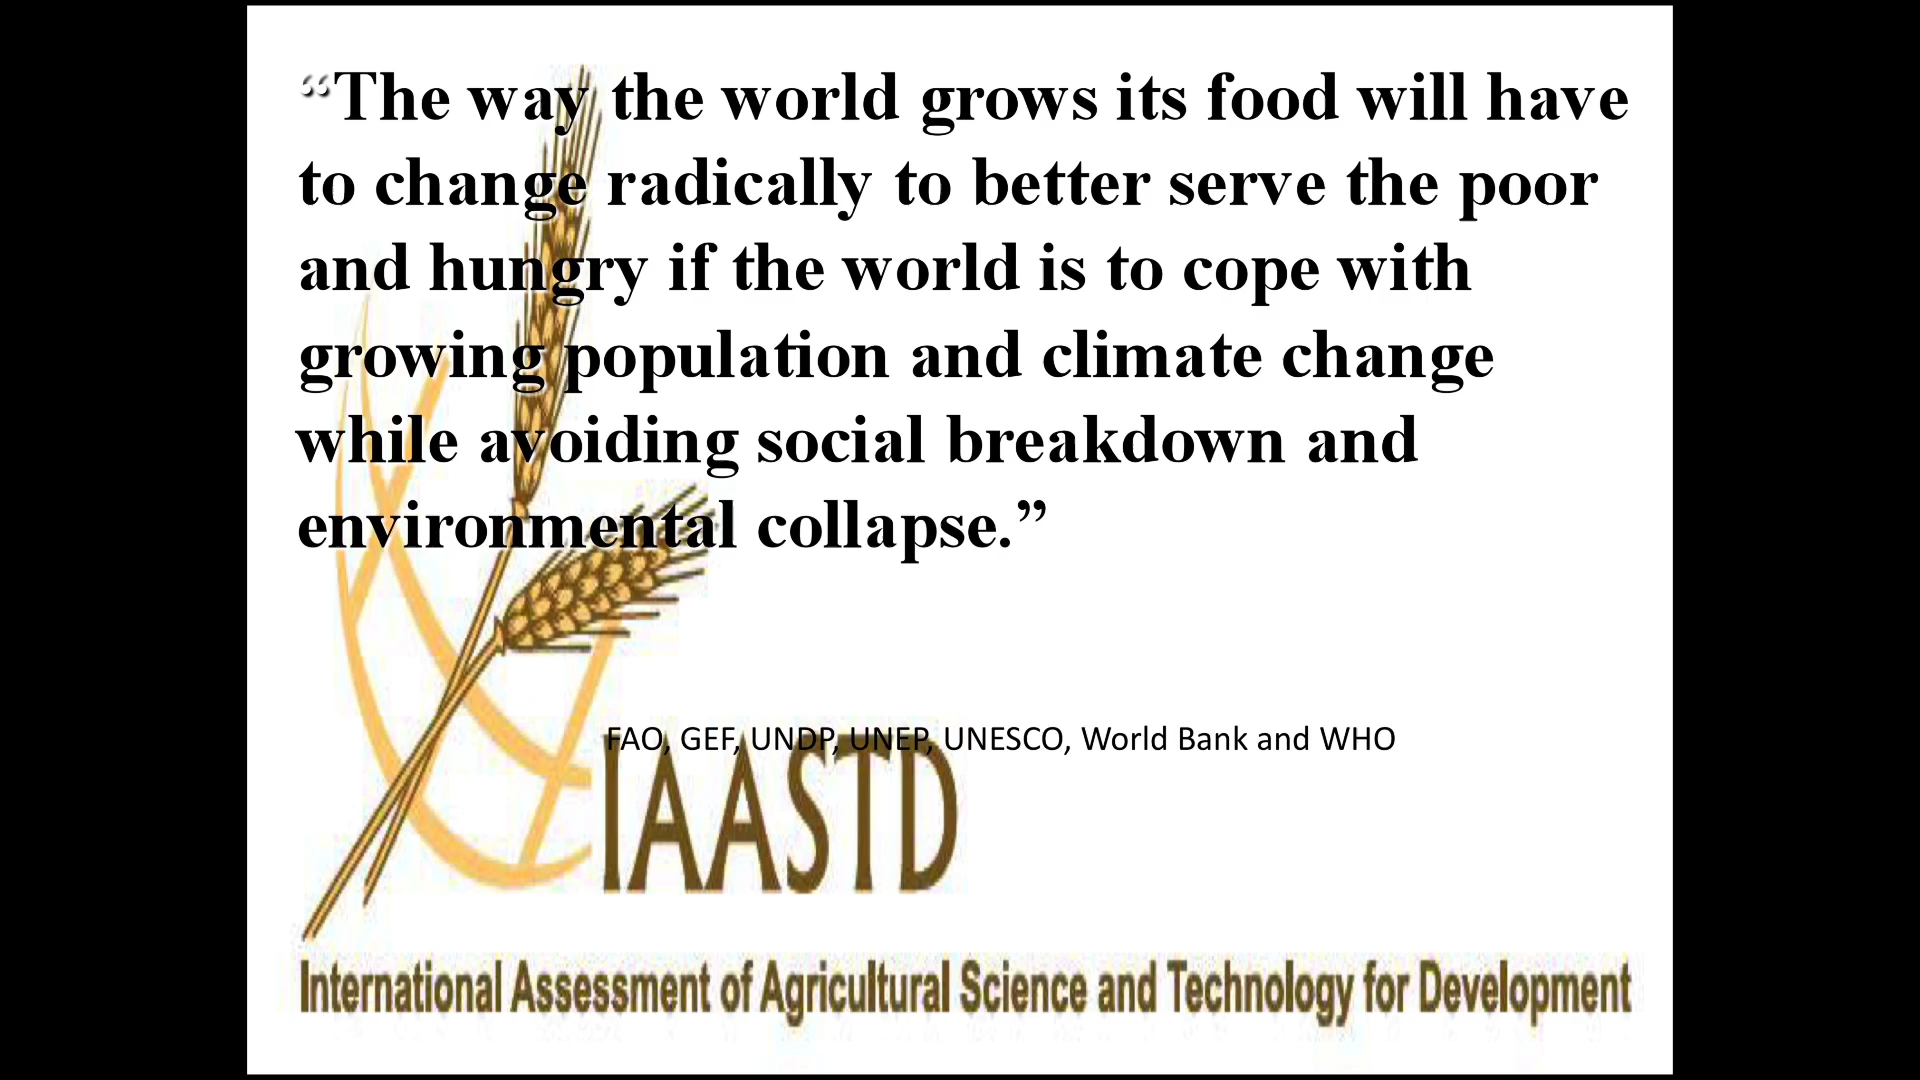 “The way the world grows its food will have
to change radically to better serve the poor
and hungry if the world is to cope with
growing population and climate change
while avoiding social breakdown and
environmental collapse.”
FAO, GEF, UNDP, UNEP, UNESCO, World Bank and WHO
IAASTD
International Assessment of Agricultural Science and Technology for Development